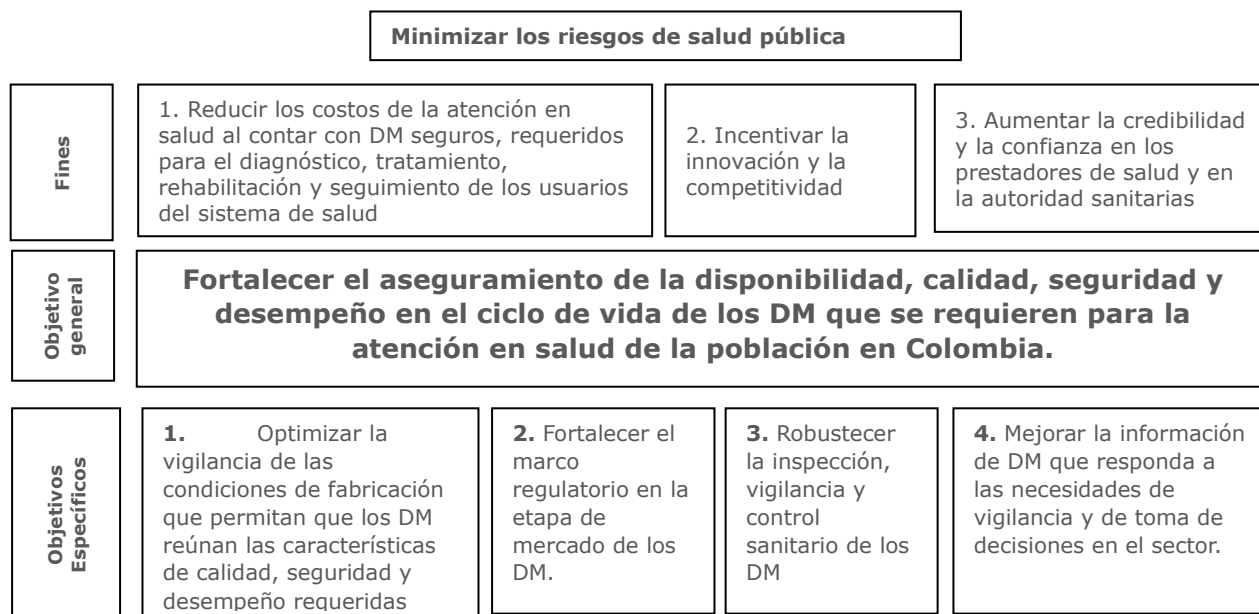 Minimizar los riesgos de salud pública
Fines
1. Reducir los costos de la atención en
salud al contar con DM seguros, requeridos
para el diagnóstico, tratamiento,
rehabilitación y seguimiento de los usuarios
del sistema de salud
2. Incentivar la
innovación y la
competitividad
3. Aumentar la credibilidad
y la confianza en los
prestadores de salud y en
la autoridad sanitarias
Objetivo
general
Fortalecer el aseguramiento de la disponibilidad, calidad, seguridad y
desempeño en el ciclo de vida de los DM que se requieren para la
atención en salud de la población en Colombia.
Objetivos
Específicos
1. Optimizar la
vigilancia de las
condiciones de fabricación
que permitan que los DM
reúnan las características
de calidad, seguridad y
desempeño requeridas
2. Fortalecer el
marco
regulatorio en la
etapa de
mercado de los
DM.
3. Robustecer
la inspección,
vigilancia y
control
sanitario de los
DM
4. Mejorar la información
de DM que responda a
las necesidades de
vigilancia y de toma de
decisiones en el sector.